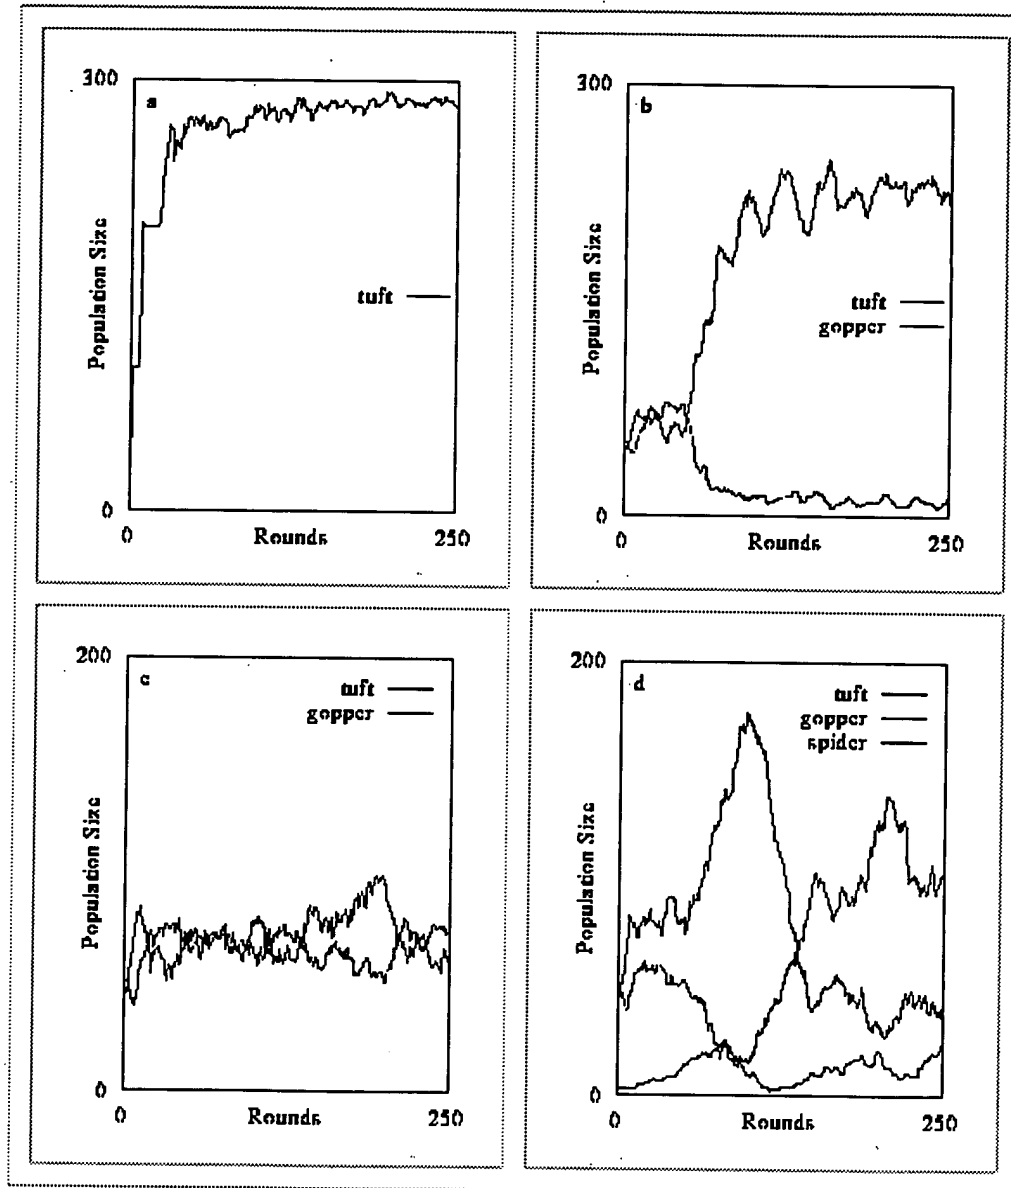 300
a
Population Size
tuft
0
0
Rounds
250
300
b
Population Size
tuft
gopper
0
0
Rounds
250
200
c
tuft
gopper
Population Size
0
0
Rounds
250
200
d
tuft
gopper
spider
Population Size
0
0
Rounds
250